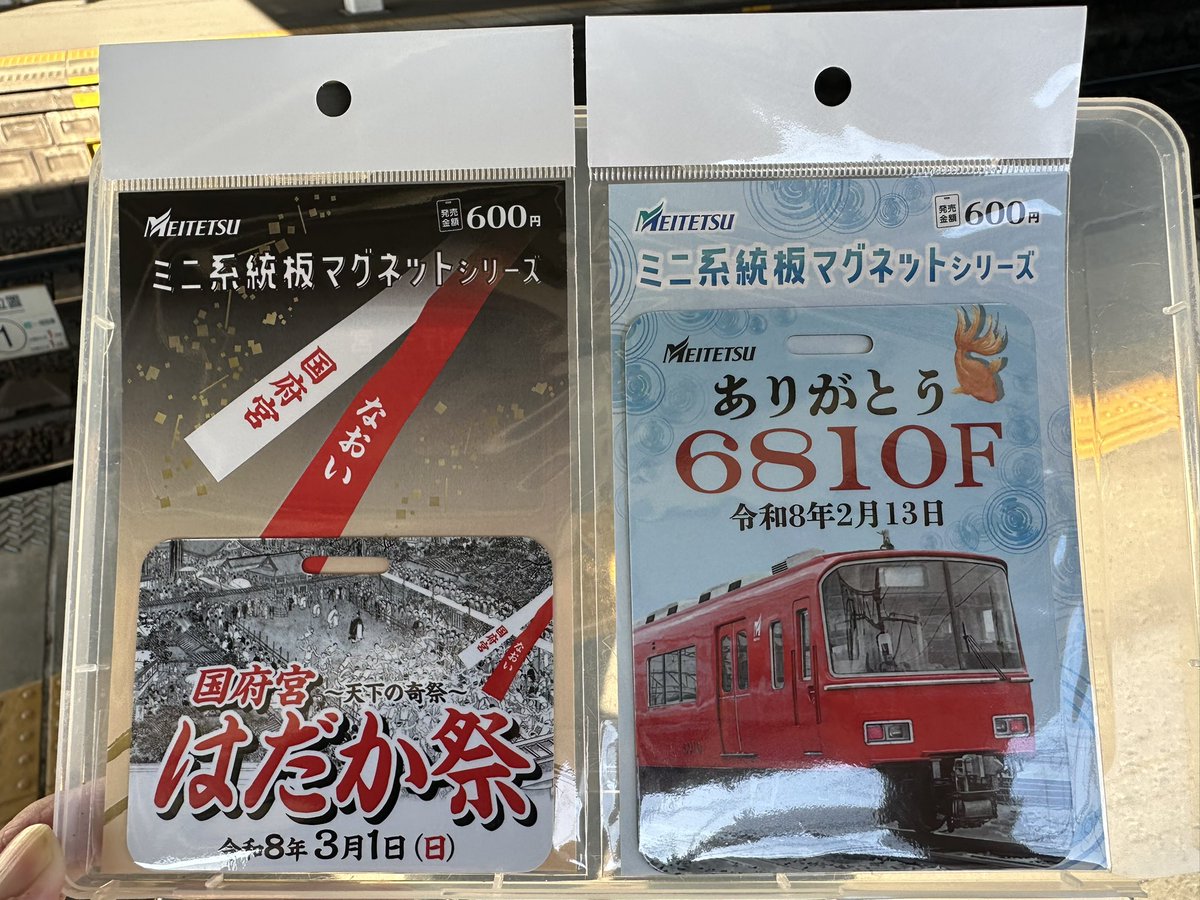 MEITETSU
発売金額 600円
ミニ系統板マグネットシリーズ
国府宮
なおい
国府宮
なおい
国府宮 ～天下の奇祭～
はだか祭
令和8年 3月1日(日)
MEITETSU
発売金額 600円
ミニ系統板マグネットシリーズ
MEITETSU
ありがとう
6810F
令和8年2月13日
1